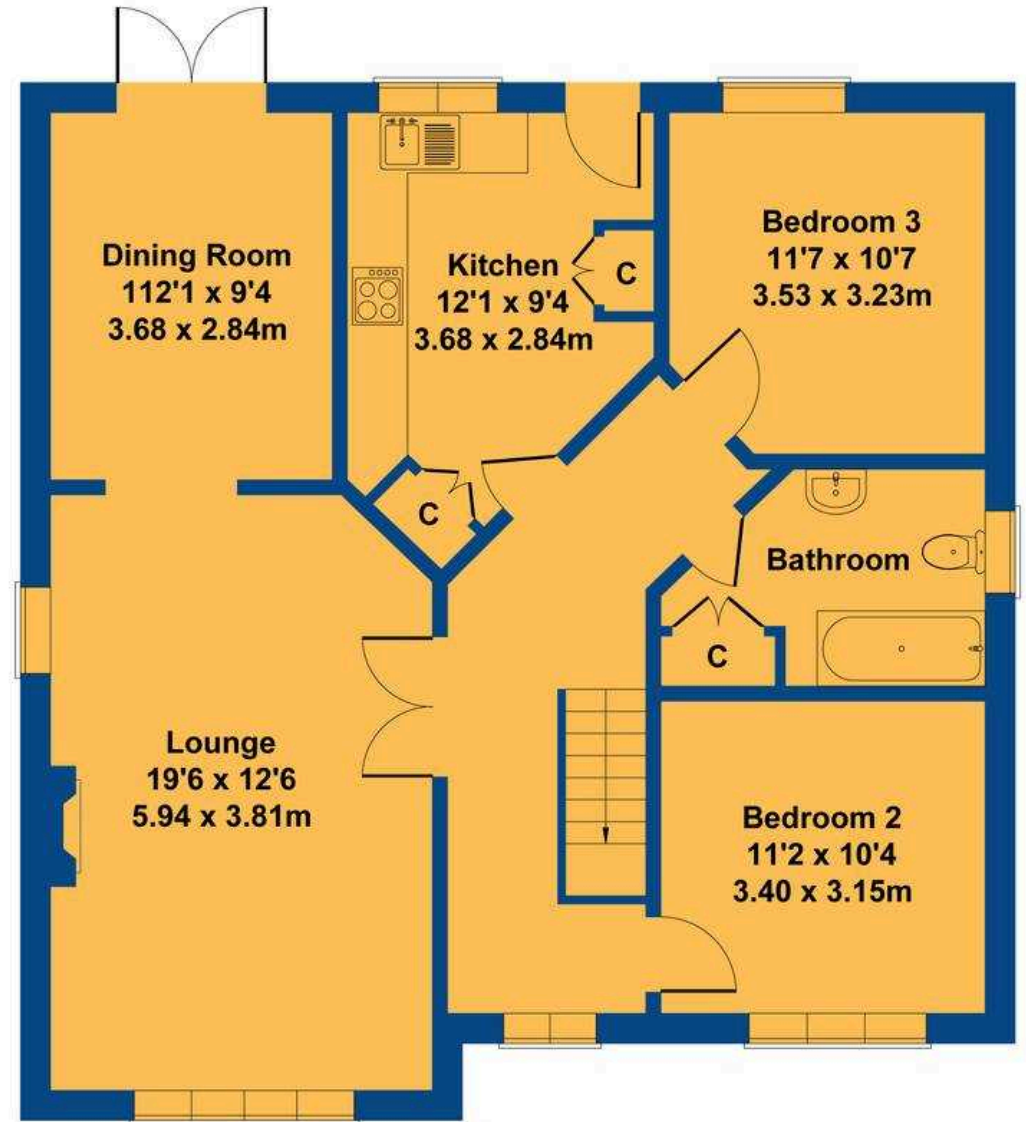 Dining Room
112'1 x 9'4
3.68 x 2.84m
Kitchen
12'1 x 9'4
3.68 x 2.84m
C
Bedroom 3
11'7 x 10'7
3.53 x 3.23m
C
Bathroom
C
Lounge
19'6 x 12'6
5.94 x 3.81m
Bedroom 2
11'2 x 10'4
3.40 x 3.15m